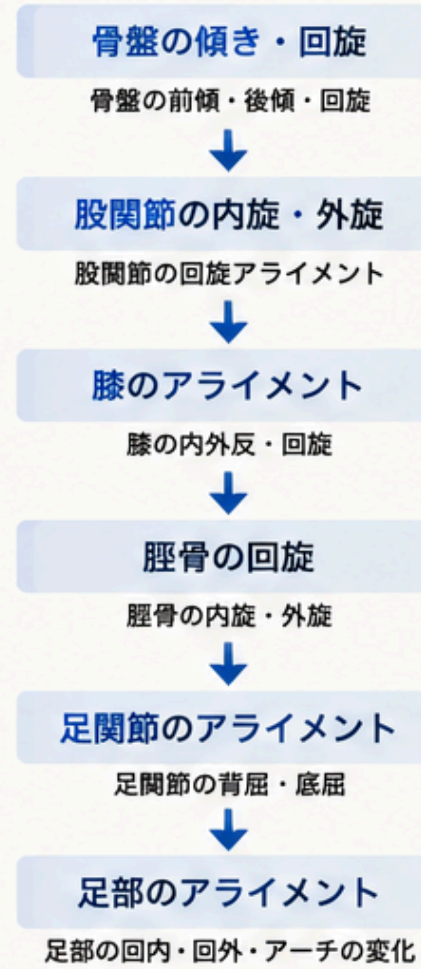 骨盤の傾き・回旋
骨盤の前傾・後傾・回旋
股関節の内旋・外旋
股関節の回旋アライメント
膝のアライメント
膝の内外反・回旋
脛骨の回旋
脛骨の内旋・外旋
足関節のアライメント
足関節の背屈・底屈
足部のアライメント
足部の回内・回外・アーチの変化